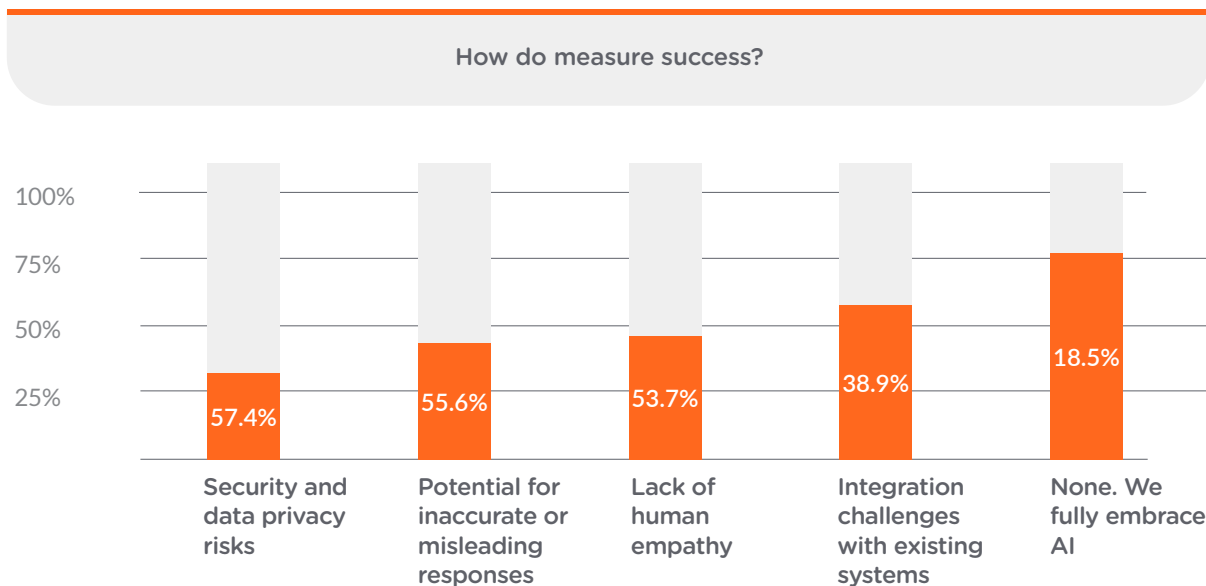 How do measure success?
100%
75%
50%
25%
57.4%
55.6%
53.7%
38.9%
18.5%
Security and
data privacy
risks
Potential for
inaccurate or
misleading
responses
Lack of
human
empathy
Integration
challenges
with existing
systems
None. We
fully embrace
AI